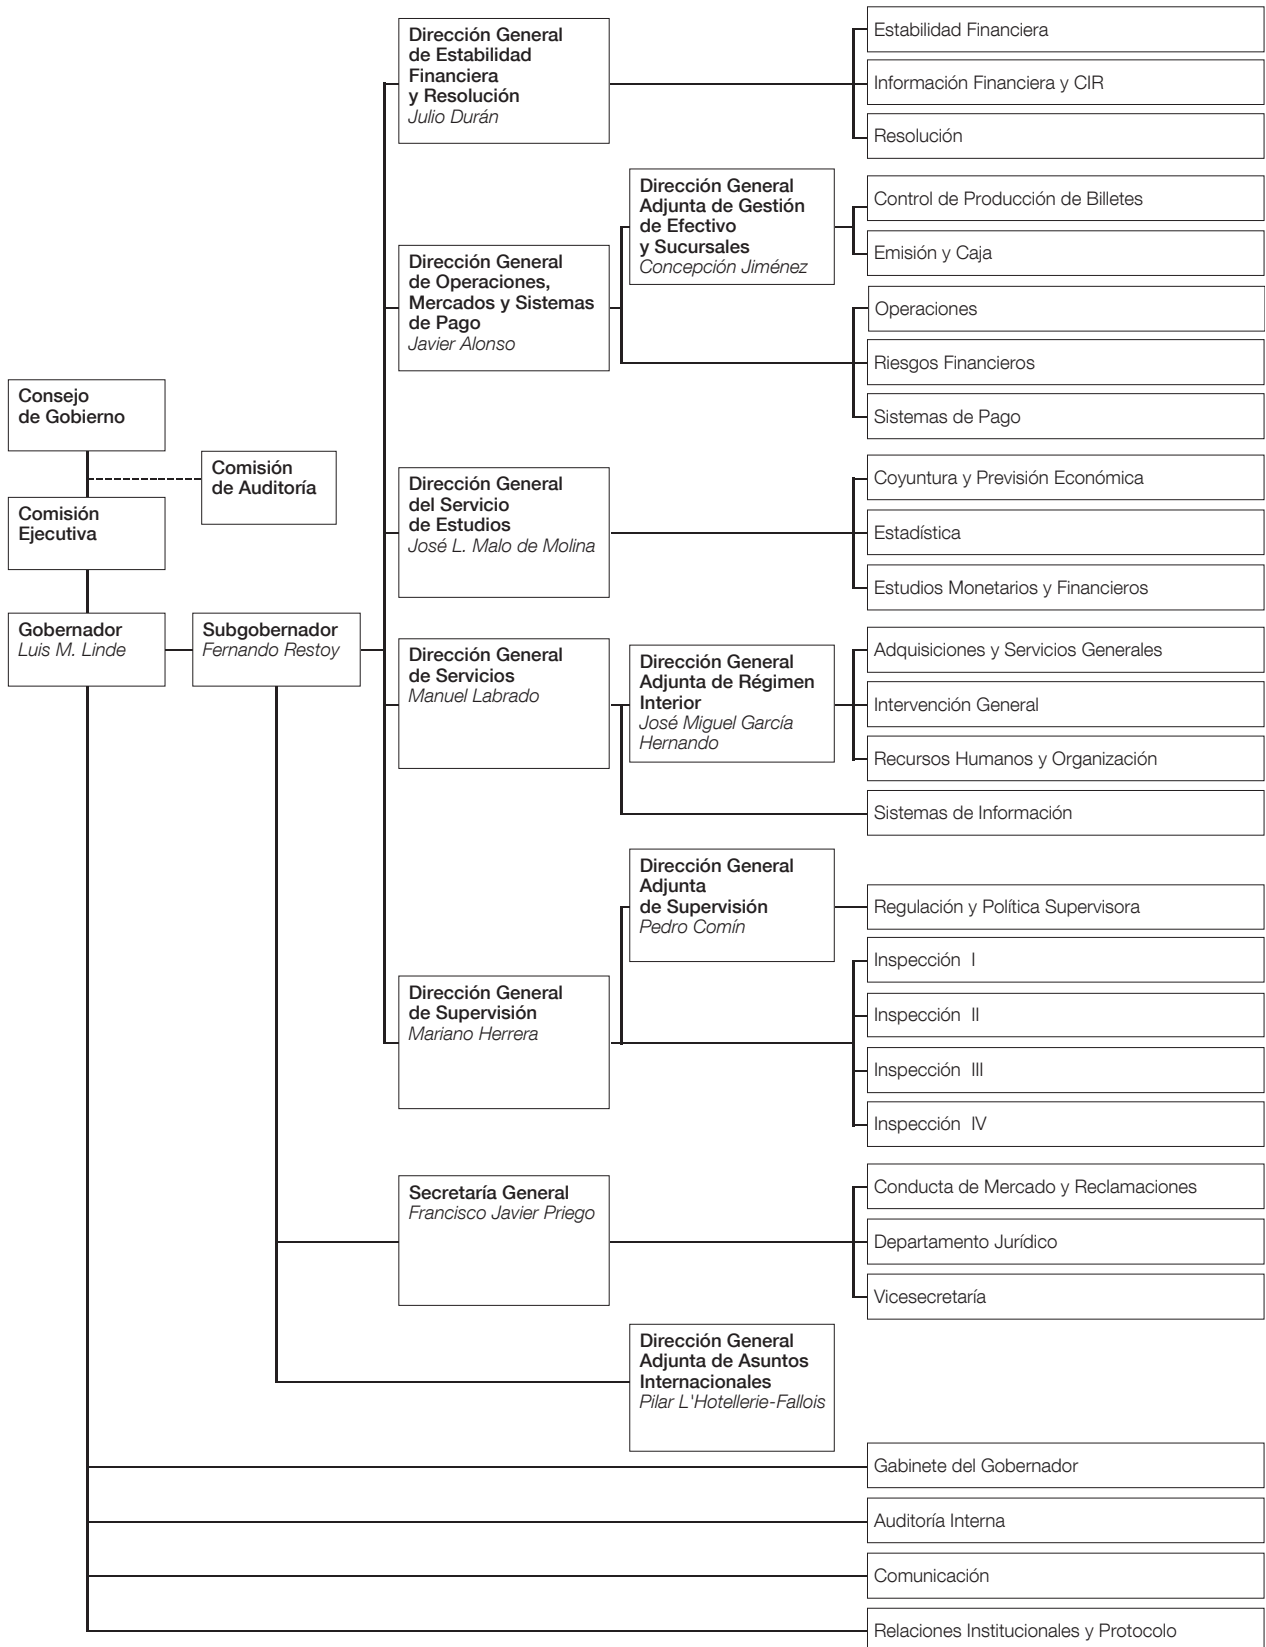 Consejo
de Gobierno
Comisión
de Auditoría
Comisión
Ejecutiva
Gobernador
Luis M. Linde
Subgobernador
Fernando Restoy
Dirección General
de Estabilidad
Financiera
y Resolución
Julio Durán
Estabilidad Financiera
Información Financiera y CIR
Resolución
Dirección General
de Operaciones,
Mercados y Sistemas
de Pago
Javier Alonso
Dirección General
Adjunta de Gestión
de Efectivo
y Sucursales
Concepción Jiménez
Control de Producción de Billetes
Emisión y Caja
Operaciones
Riesgos Financieros
Sistemas de Pago
Dirección General
del Servicio
de Estudios
José L. Malo de Molina
Coyuntura y Previsión Económica
Estadística
Estudios Monetarios y Financieros
Dirección General
de Servicios
Manuel Labrado
Dirección General
Adjunta de Régimen
Interior
José Miguel García
Hernando
Adquisiciones y Servicios Generales
Intervención General
Recursos Humanos y Organización
Sistemas de Información
Dirección General
de Supervisión
Mariano Herrera
Dirección General
Adjunta
de Supervisión
Pedro Comín
Regulación y Política Supervisora
Inspección I
Inspección II
Inspección III
Inspección IV
Secretaría General
Francisco Javier Priego
Conducta de Mercado y Reclamaciones
Departamento Jurídico
Vicesecretaría
Dirección General
Adjunta de Asuntos
Internacionales
Pilar L'Hotellerie-Fallois
Gabinete del Gobernador
Auditoría Interna
Comunicación
Relaciones Institucionales y Protocolo